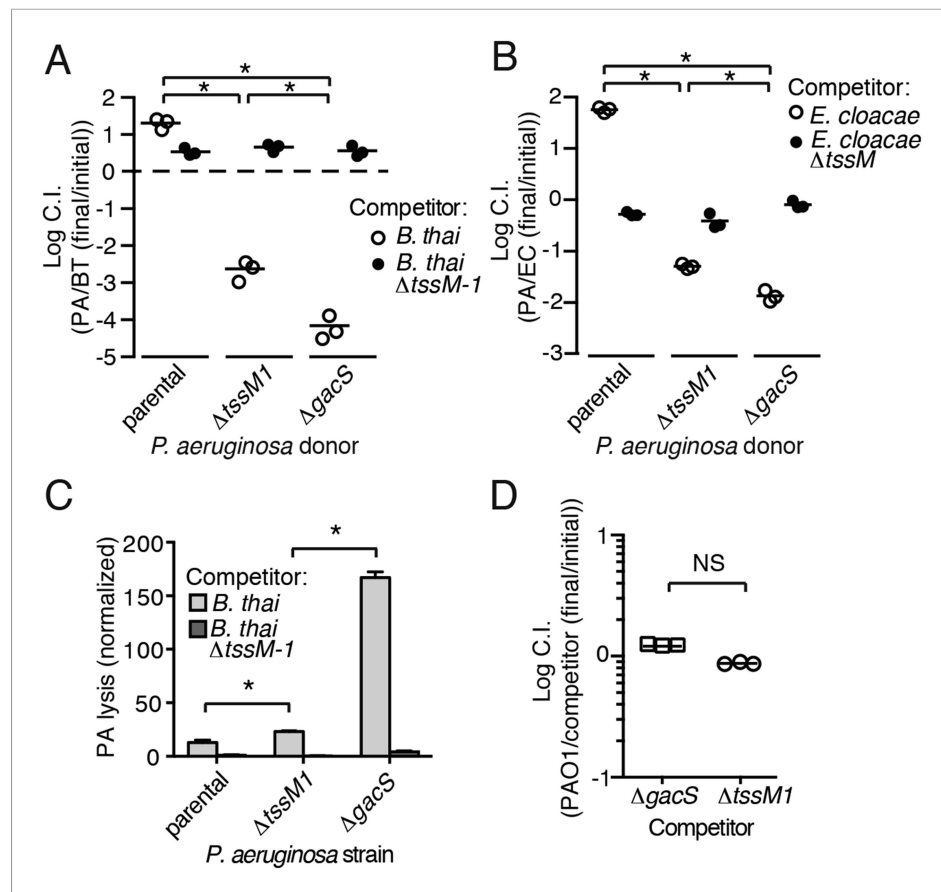 A
Log C.I.
(PA/BT (final/initial))
2
1
0
-1
-2
-3
-4
-5
* 
* *
Competitor:
B. thai
B. thai
ΔtssM-1
parental
ΔtssM1
ΔgacS
P. aeruginosa donor
B
Log C.I.
(PA/EC (final/initial))
2
1
0
-1
-2
-3
*
* *
Competitor:
E. cloacae
E. cloacae
ΔtssM
parental
ΔtssM1
ΔgacS
P. aeruginosa donor
C
PA lysis (normalized)
200
150
100
50
0
Competitor:
B. thai
B. thai
ΔtssM-1
*
*
parental
ΔtssM1
ΔgacS
P. aeruginosa strain
D
Log C.I.
(PAO1/competitor (final/initial))
1
0
-1
NS
ΔgacS ΔtssM1
Competitor